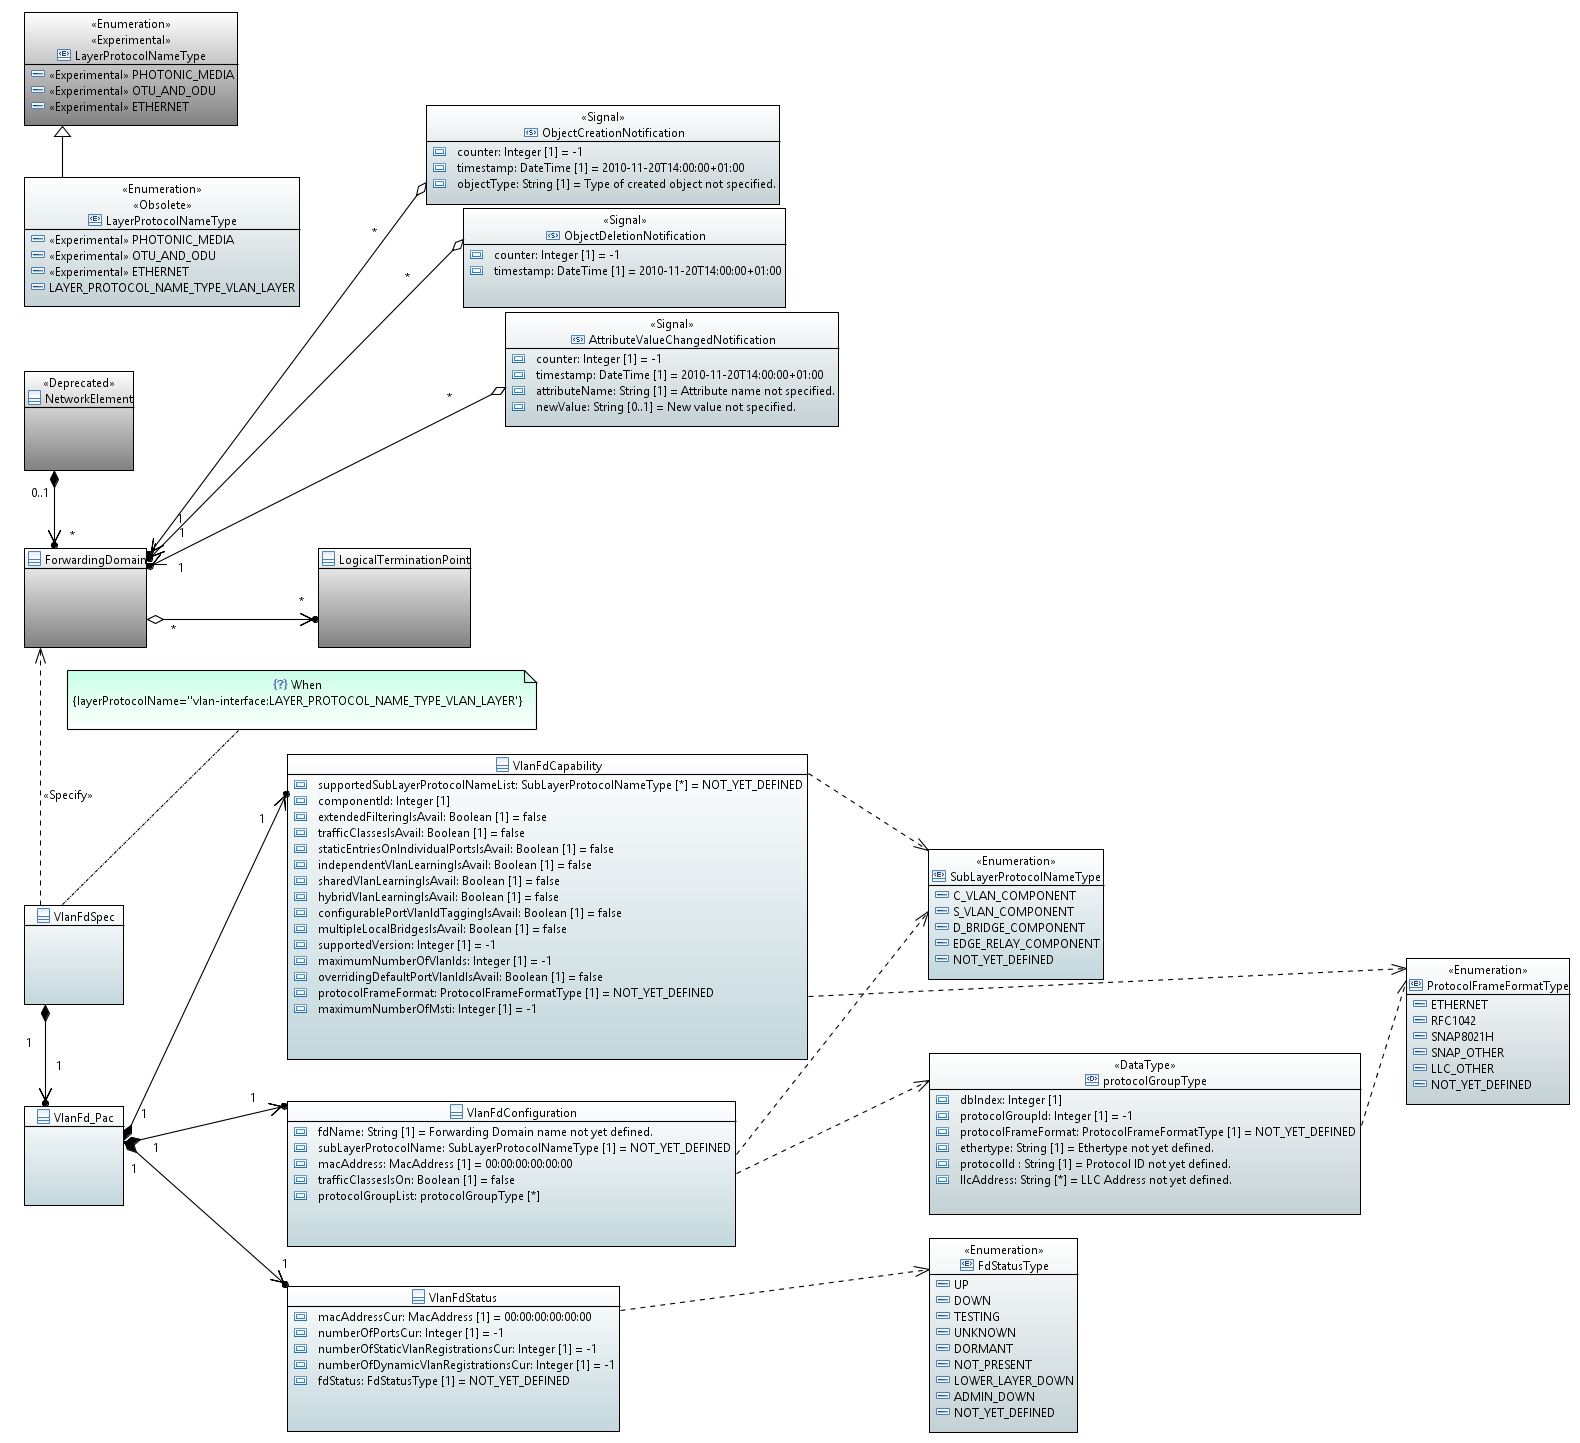 «Enumeration»
«Experimental»
LayerProtocolNameType
«Experimental» PHOTONIC_MEDIA
«Experimental» OTU_AND_ODU
«Experimental» ETHERNET
«Enumeration»
«Obsolete»
LayerProtocolNameType
«Experimental» PHOTONIC_MEDIA
«Experimental» OTU_AND_ODU
«Experimental» ETHERNET
LAYER_PROTOCOL_NAME_TYPE_VLAN_LAYER
«Signal»
ObjectCreationNotification
counter: Integer [1] = -1
timestamp: DateTime [1] = 2010-11-20T14:00:00+01:00
objectType: String [1] = Type of created object not specified.
*
«Signal»
ObjectDeletionNotification
counter: Integer [1] = -1
timestamp: DateTime [1] = 2010-11-20T14:00:00+01:00
*
«Signal»
AttributeValueChangedNotification
counter: Integer [1] = -1
timestamp: DateTime [1] = 2010-11-20T14:00:00+01:00
attributeName: String [1] = Attribute name not specified.
newValue: String [0..1] = New value not specified.
*
«Deprecated»
NetworkElement
0..1
*
1
1
1
ForwardingDomain
*
*
LogicalTerminationPoint
{?} When
{layerProtocolName="vlan-interface:LAYER_PROTOCOL_NAME_TYPE_VLAN_LAYER'}
«Specify»
VlanFdSpec
1
1
VlanFd_Pac
1
1
1
1
VlanFdCapability
supportedSubLayerProtocolNameList: SubLayerProtocolNameType [*] = NOT_YET_DEFINED
componentId: Integer [1]
extendedFilteringIsAvail: Boolean [1] = false
trafficClassesIsAvail: Boolean [1] = false
staticEntriesOnIndividualPortsIsAvail: Boolean [1] = false
independentVlanLearningIsAvail: Boolean [1] = false
sharedVlanLearningIsAvail: Boolean [1] = false
hybridVlanLearningIsAvail: Boolean [1] = false
configurablePortVlanIdTaggingIsAvail: Boolean [1] = false
multipleLocalBridgesIsAvail: Boolean [1] = false
supportedVersion: Integer [1] = -1
maximumNumberOfVlanIds: Integer [1] = -1
overridingDefaultPortVlanIdIsAvail: Boolean [1] = false
protocolFrameFormat: ProtocolFrameFormatType [1] = NOT_YET_DEFINED
maximumNumberOfMsti: Integer [1] = -1
«Enumeration»
SubLayerProtocolNameType
C_VLAN_COMPONENT
S_VLAN_COMPONENT
D_BRIDGE_COMPONENT
EDGE_RELAY_COMPONENT
NOT_YET_DEFINED
«Enumeration»
ProtocolFrameFormatType
ETHERNET
RFC1042
SNAP8021H
SNAP_OTHER
LLC_OTHER
NOT_YET_DEFINED
1
VlanFdConfiguration
fdName: String [1] = Forwarding Domain name not yet defined.
subLayerProtocolName: SubLayerProtocolNameType [1] = NOT_YET_DEFINED
macAddress: MacAddress [1] = 00:00:00:00:00:00
trafficClassesIsOn: Boolean [1] = false
protocolGroupList: protocolGroupType [*]
«DataType»
protocolGroupType
dbIndex: Integer [1]
protocolGroupId: Integer [1] = -1
protocolFrameFormat: ProtocolFrameFormatType [1] = NOT_YET_DEFINED
ethertype: String [1] = Ethertype not yet defined.
protocolId : String [1] = Protocol ID not yet defined.
llcAddress: String [*] = LLC Address not yet defined.
1
VlanFdStatus
macAddressCur: MacAddress [1] = 00:00:00:00:00:00
numberOfPortsCur: Integer [1] = -1
numberOfStaticVlanRegistrationsCur: Integer [1] = -1
numberOfDynamicVlanRegistrationsCur: Integer [1] = -1
fdStatus: FdStatusType [1] = NOT_YET_DEFINED
«Enumeration»
FdStatusType
UP
DOWN
TESTING
UNKNOWN
DORMANT
NOT_PRESENT
LOWER_LAYER_DOWN
ADMIN_DOWN
NOT_YET_DEFINED